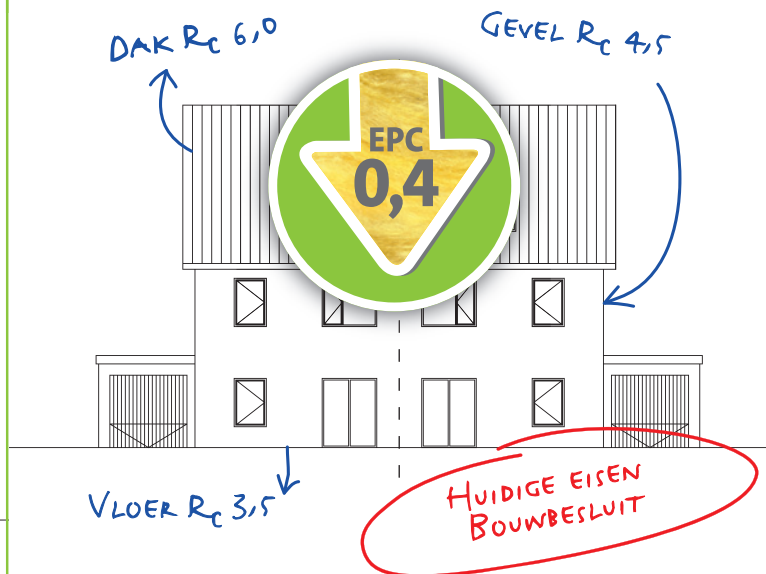 DAK Rc 6,0
GEVEL Rc 4,5
EPC
0,4
VLOER Rc 3,5
HUIDIGE EISEN
BOUWBESLUIT